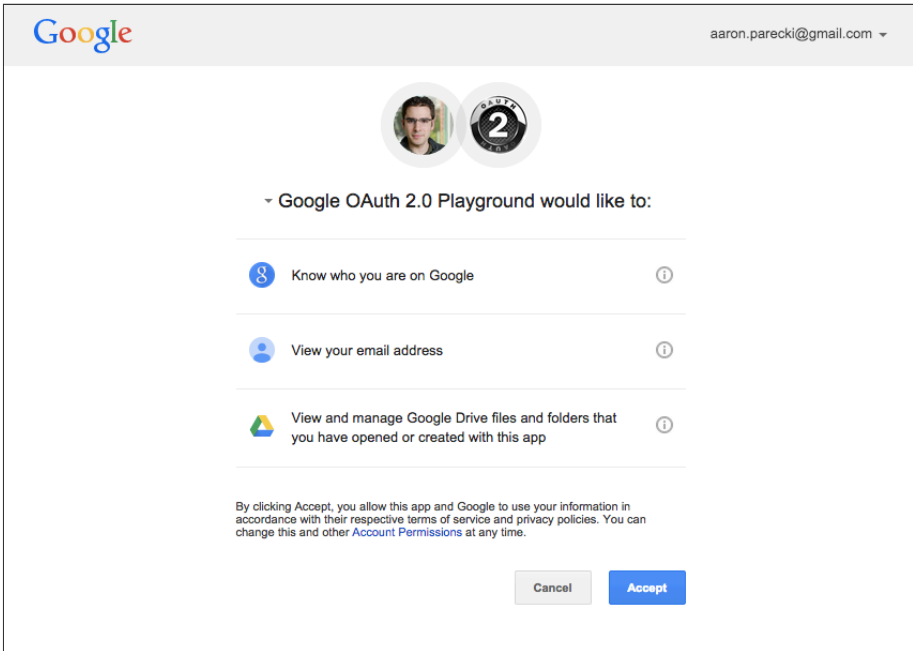 Google
aaron.parecki@gmail.com
OAUTH
2
AUTH
Google OAuth 2.0 Playground would like to:
8
Know who you are on Google
View your email address
View and manage Google Drive files and folders that
you have opened or created with this app
By clicking Accept, you allow this app and Google to use your information in
accordance with their respective terms of service and privacy policies. You can
change this and other Account Permissions at any time.
Cancel
Accept